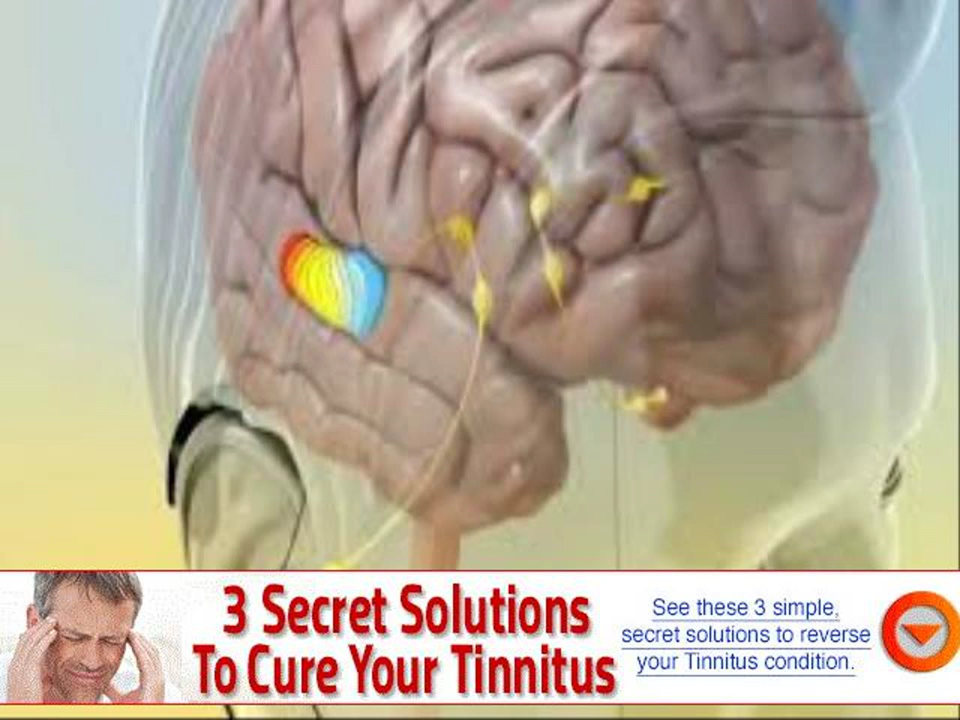 3 Secret Solutions
To Cure Your Tinnitus
See these 3 simple,
secret solutions to reverse
your Tinnitus condition.